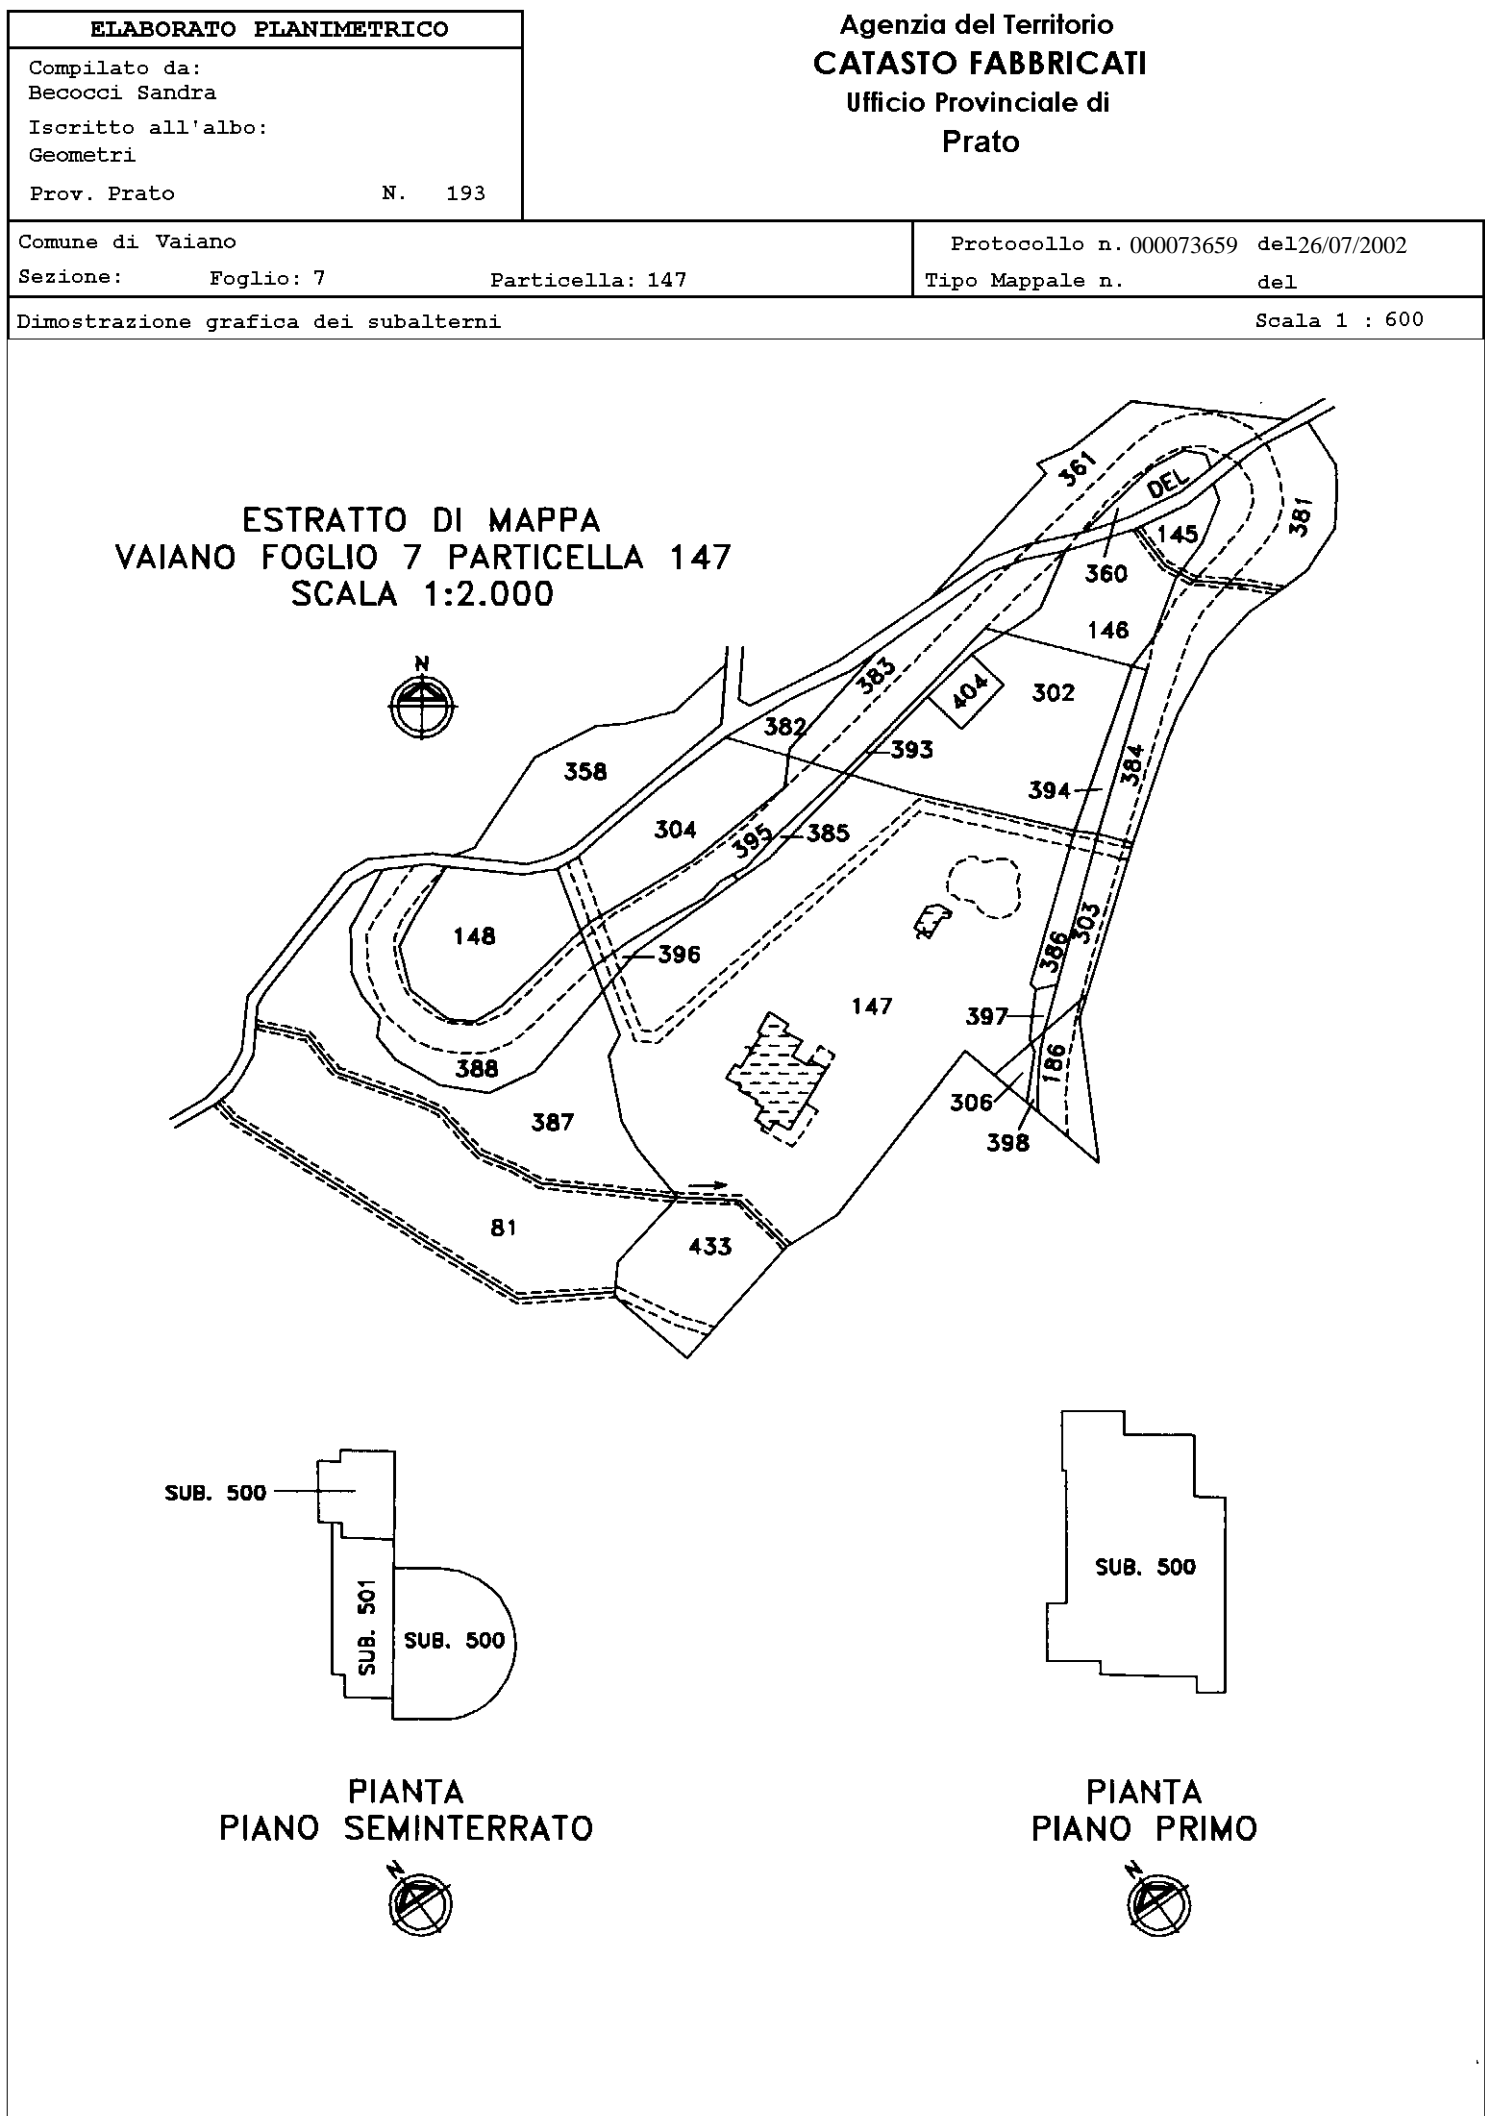 ELABORATO PLANIMETRICO
Compilato da:
Becocci Sandra
Iscritto all'albo:
Geometri
Prov. Prato N. 193
Agenzia del Territorio
CATASTO FABBRICATI
Ufficio Provinciale di
Prato
Comune di Vaiano
Sezione: Foglio: 7 Particella: 147
Protocollo n. 000073659 del 26/07/2002
Tipo Mappale n. del
Dimostrazione grafica dei subalterni Scala 1 : 600
ESTRATTO DI MAPPA
VAIANO FOGLIO 7 PARTICELLA 147
SCALA 1:2.000
N
361
DEL
381
145
360
146
383
404
302
382
393
358
384
394
304
395
385
303
148
386
396
147
397
388
186
306
387
398
81
433
SUB. 500
SUB. 501
SUB. 500
SUB. 500
PIANTA
PIANO SEMINTERRATO
N
PIANTA
PIANO PRIMO
N